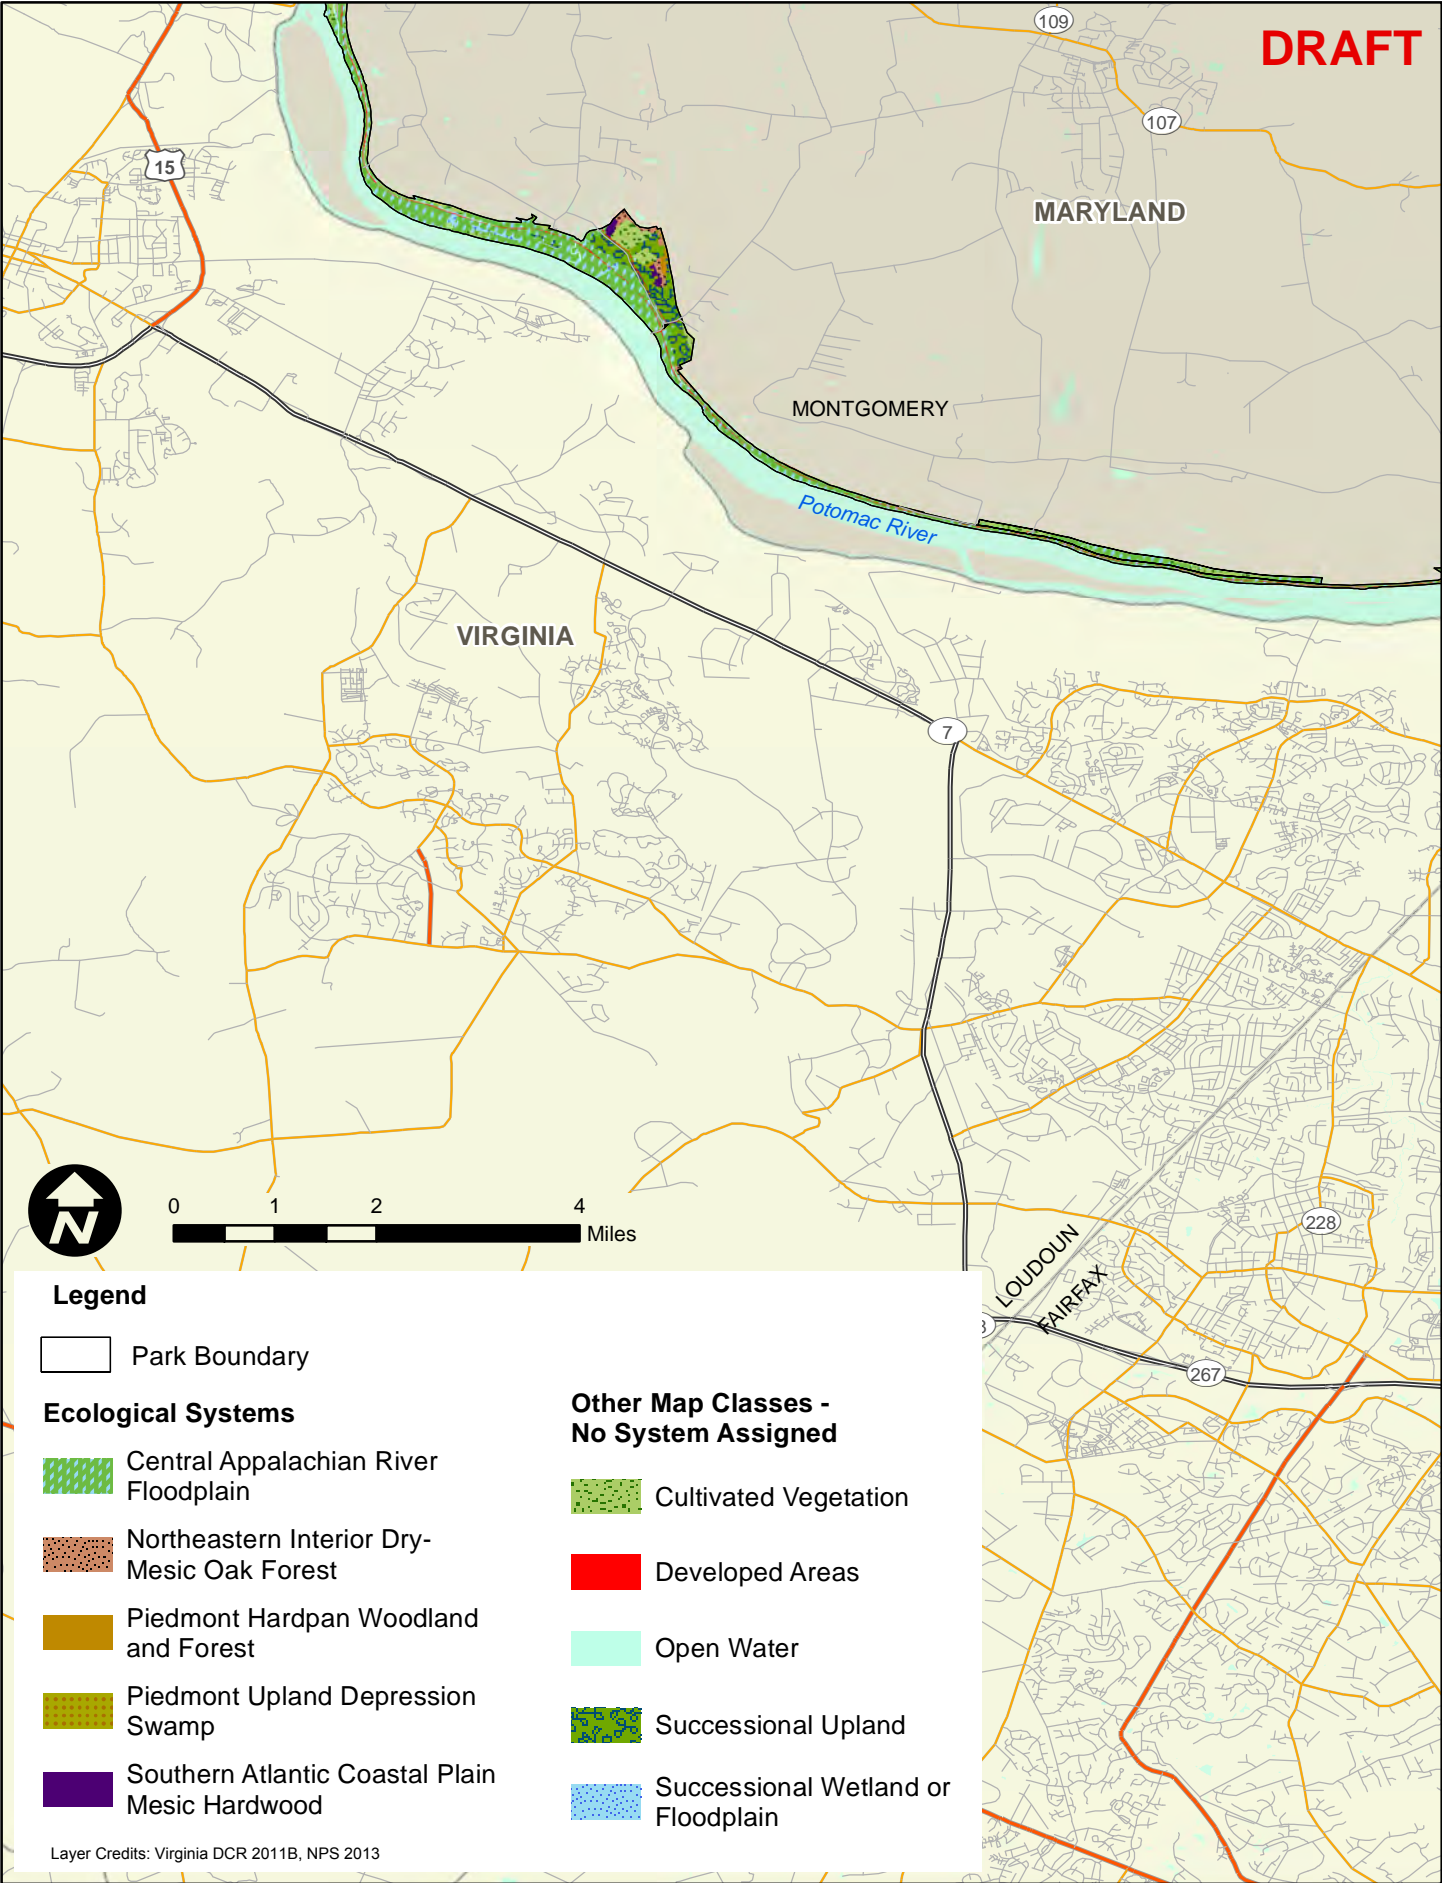 109
DRAFT
107
15
MARYLAND
MONTGOMERY
Potomac River
VIRGINIA
7
N
0 1 2 4
Miles
228
LOUDOUN
FAIRFAX
267
Legend
Park Boundary
Ecological Systems
Central Appalachian River
Floodplain
Northeastern Interior Dry-
Mesic Oak Forest
Piedmont Hardpan Woodland
and Forest
Piedmont Upland Depression
Swamp
Southern Atlantic Coastal Plain
Mesic Hardwood
Other Map Classes -
No System Assigned
Cultivated Vegetation
Developed Areas
Open Water
Successional Upland
Successional Wetland or
Floodplain
Layer Credits: Virginia DCR 2011B, NPS 2013